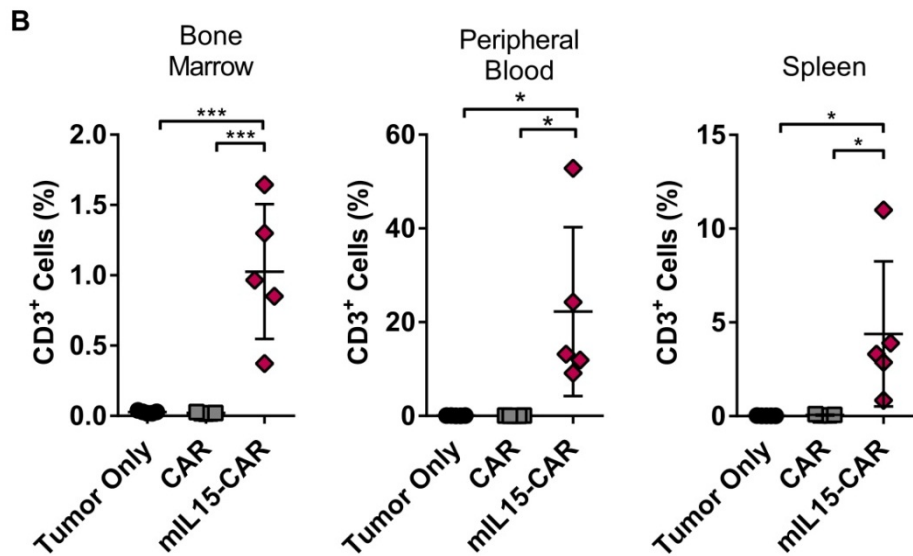 B
Bone
Marrow
***
***
2.0
1.5
1.0
0.5
0.0
CD3+ Cells (%)
Tumor Only
CAR
mIL15-CAR
Peripheral
Blood
*
*
60
40
20
0
CD3+ Cells (%)
Tumor Only
CAR
mIL15-CAR
Spleen
*
*
15
10
5
0
CD3+ Cells (%)
Tumor Only
CAR
mIL15-CAR